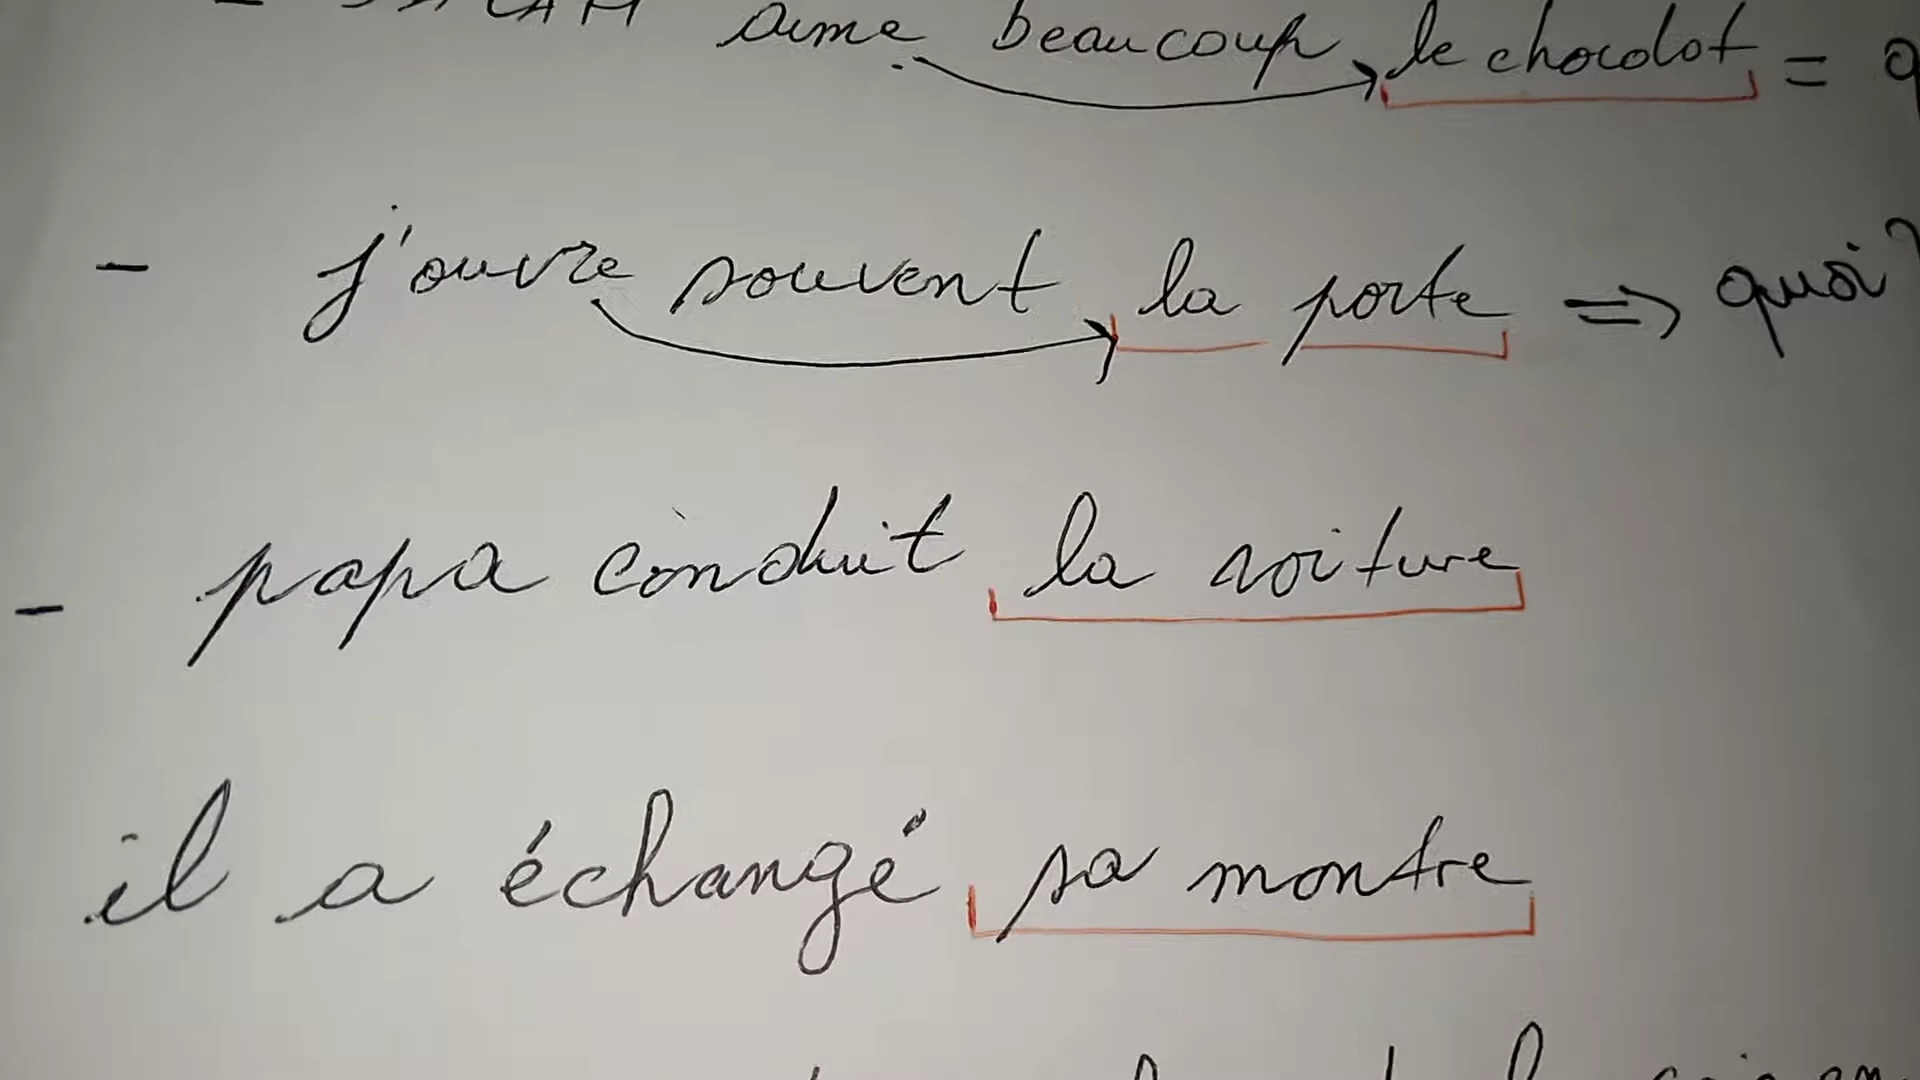 aime beaucoup le chocolat =
- j'ouvre souvent la porte => quoi?
- papa conduit la voiture
il a échangé sa montre